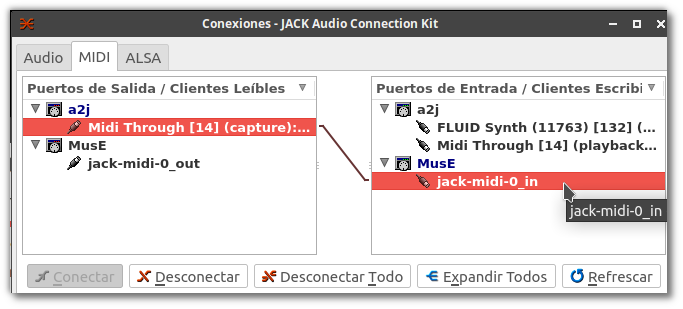 Conexiones - JACK Audio Connection Kit
Audio MIDI ALSA
Puertos de Salida / Clientes Leíbles
a2j
Midi Through [14] (capture):...
MusE
jack-midi-0_out
Puertos de Entrada / Clientes Escribi
a2j
FLUID Synth (11763) [132] (...
Midi Through [14] (playback...
MusE
jack-midi-0_in
jack-midi-0_in
Conectar Desconectar Desconectar Todo Expandir Todos Refrescar